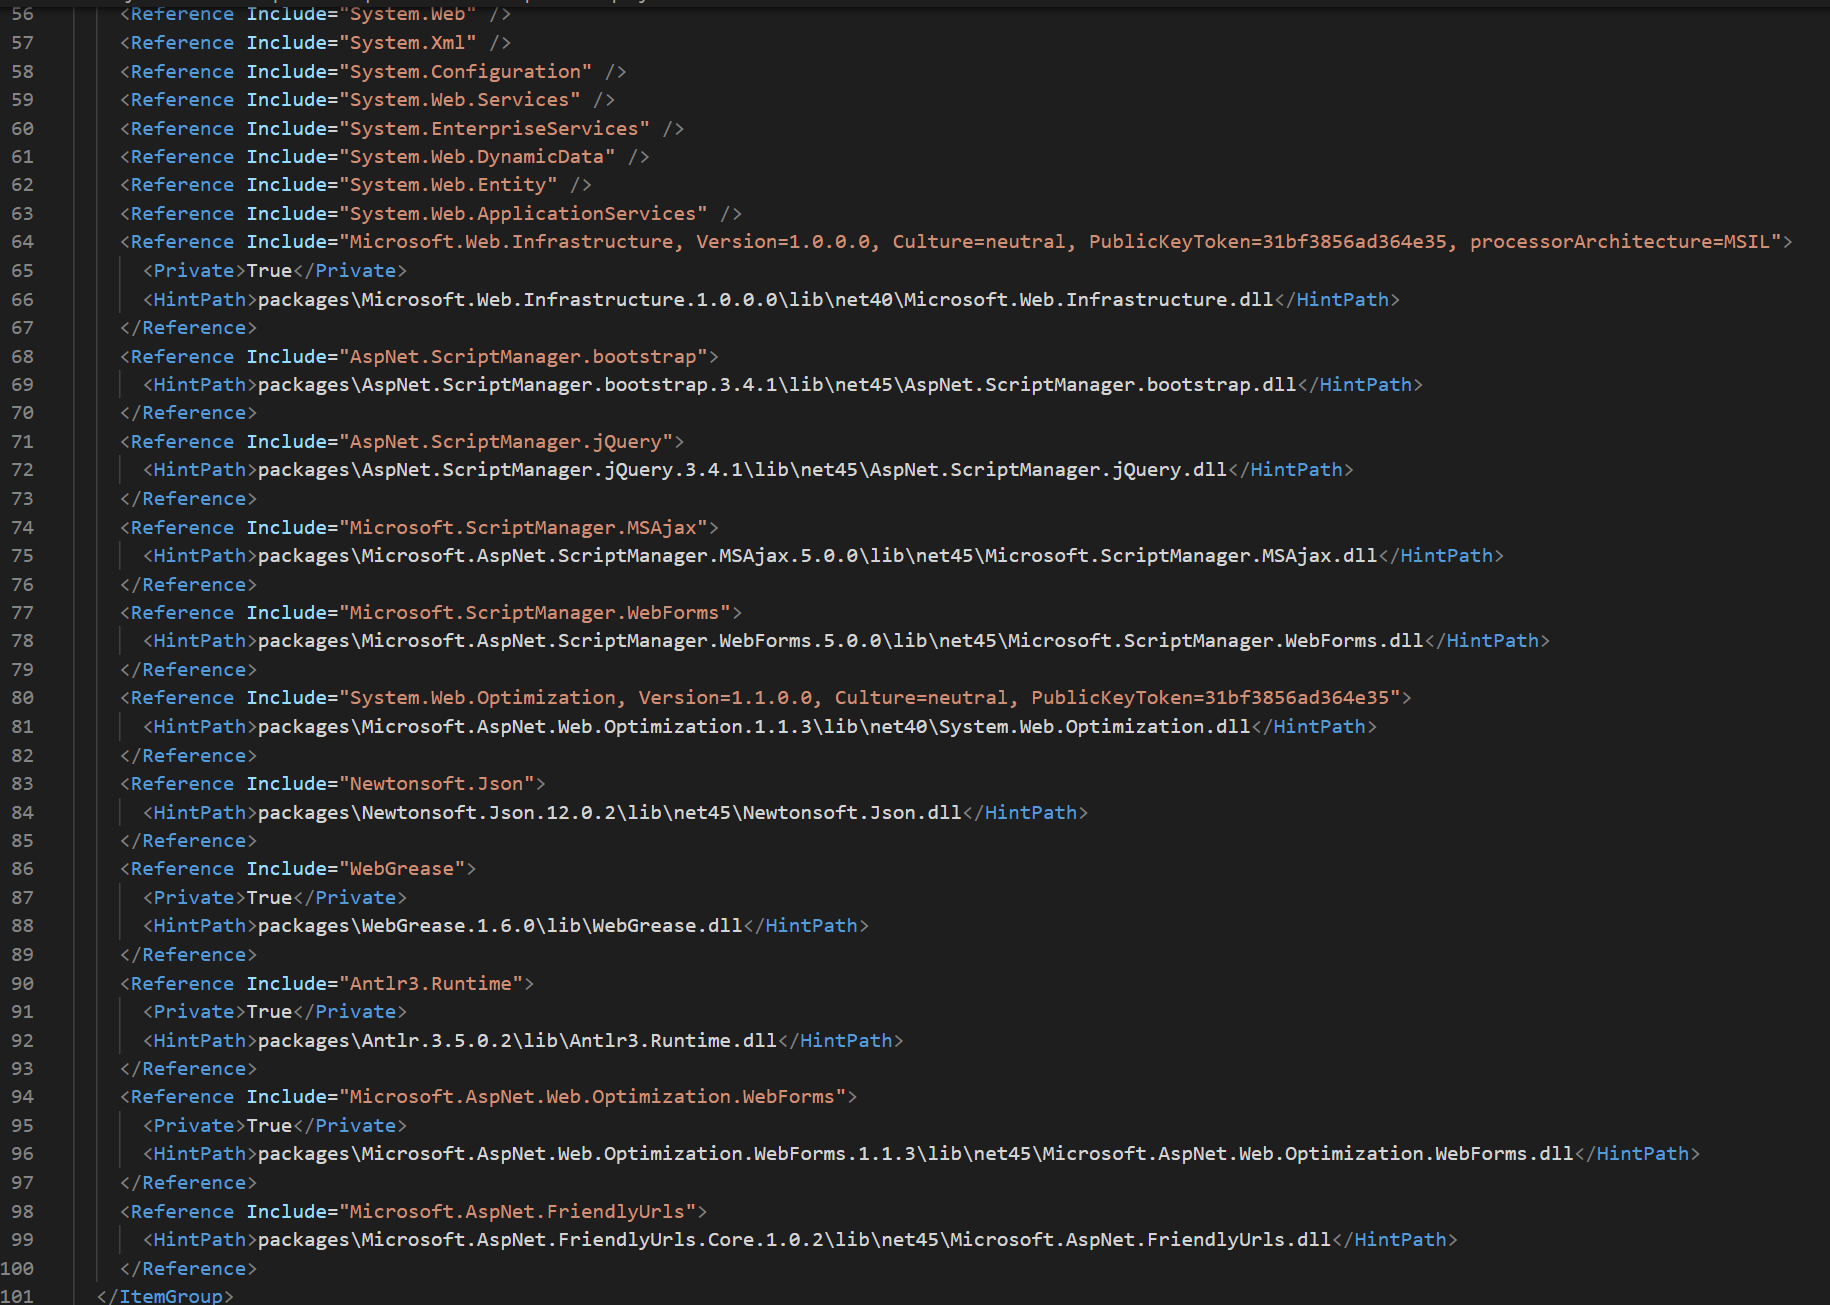 56 <Reference Include="System.Web" />
57 <Reference Include="System.Xml" />
58 <Reference Include="System.Configuration" />
59 <Reference Include="System.Web.Services" />
60 <Reference Include="System.EnterpriseServices" />
61 <Reference Include="System.Web.DynamicData" />
62 <Reference Include="System.Web.Entity" />
63 <Reference Include="System.Web.ApplicationServices" />
64 <Reference Include="Microsoft.Web.Infrastructure, Version=1.0.0.0, Culture=neutral, PublicKeyToken=31bf3856ad364e35, processorArchitecture=MSIL">
65 <Private>True</Private>
66 <HintPath>packages\Microsoft.Web.Infrastructure.1.0.0.0\lib\net40\Microsoft.Web.Infrastructure.dll</HintPath>
67 </Reference>
68 <Reference Include="AspNet.ScriptManager.bootstrap">
69 <HintPath>packages\AspNet.ScriptManager.bootstrap.3.4.1\lib\net45\AspNet.ScriptManager.bootstrap.dll</HintPath>
70 </Reference>
71 <Reference Include="AspNet.ScriptManager.jQuery">
72 <HintPath>packages\AspNet.ScriptManager.jQuery.3.4.1\lib\net45\AspNet.ScriptManager.jQuery.dll</HintPath>
73 </Reference>
74 <Reference Include="Microsoft.ScriptManager.MSAjax">
75 <HintPath>packages\Microsoft.AspNet.ScriptManager.MSAjax.5.0.0\lib\net45\Microsoft.ScriptManager.MSAjax.dll</HintPath>
76 </Reference>
77 <Reference Include="Microsoft.ScriptManager.WebForms">
78 <HintPath>packages\Microsoft.AspNet.ScriptManager.WebForms.5.0.0\lib\net45\Microsoft.ScriptManager.WebForms.dll</HintPath>
79 </Reference>
80 <Reference Include="System.Web.Optimization, Version=1.1.0.0, Culture=neutral, PublicKeyToken=31bf3856ad364e35">
81 <HintPath>packages\Microsoft.AspNet.Web.Optimization.1.1.3\lib\net40\System.Web.Optimization.dll</HintPath>
82 </Reference>
83 <Reference Include="Newtonsoft.Json">
84 <HintPath>packages\Newtonsoft.Json.12.0.2\lib\net45\Newtonsoft.Json.dll</HintPath>
85 </Reference>
86 <Reference Include="WebGrease">
87 <Private>True</Private>
88 <HintPath>packages\WebGrease.1.6.0\lib\WebGrease.dll</HintPath>
89 </Reference>
90 <Reference Include="Antlr3.Runtime">
91 <Private>True</Private>
92 <HintPath>packages\Antlr.3.5.0.2\lib\Antlr3.Runtime.dll</HintPath>
93 </Reference>
94 <Reference Include="Microsoft.AspNet.Web.Optimization.WebForms">
95 <Private>True</Private>
96 <HintPath>packages\Microsoft.AspNet.Web.Optimization.WebForms.1.1.3\lib\net45\Microsoft.AspNet.Web.Optimization.WebForms.dll</HintPath>
97 </Reference>
98 <Reference Include="Microsoft.AspNet.FriendlyUrls">
99 <HintPath>packages\Microsoft.AspNet.FriendlyUrls.Core.1.0.2\lib\net45\Microsoft.AspNet.FriendlyUrls.dll</HintPath>
100 </Reference>
101 </ItemGroup>